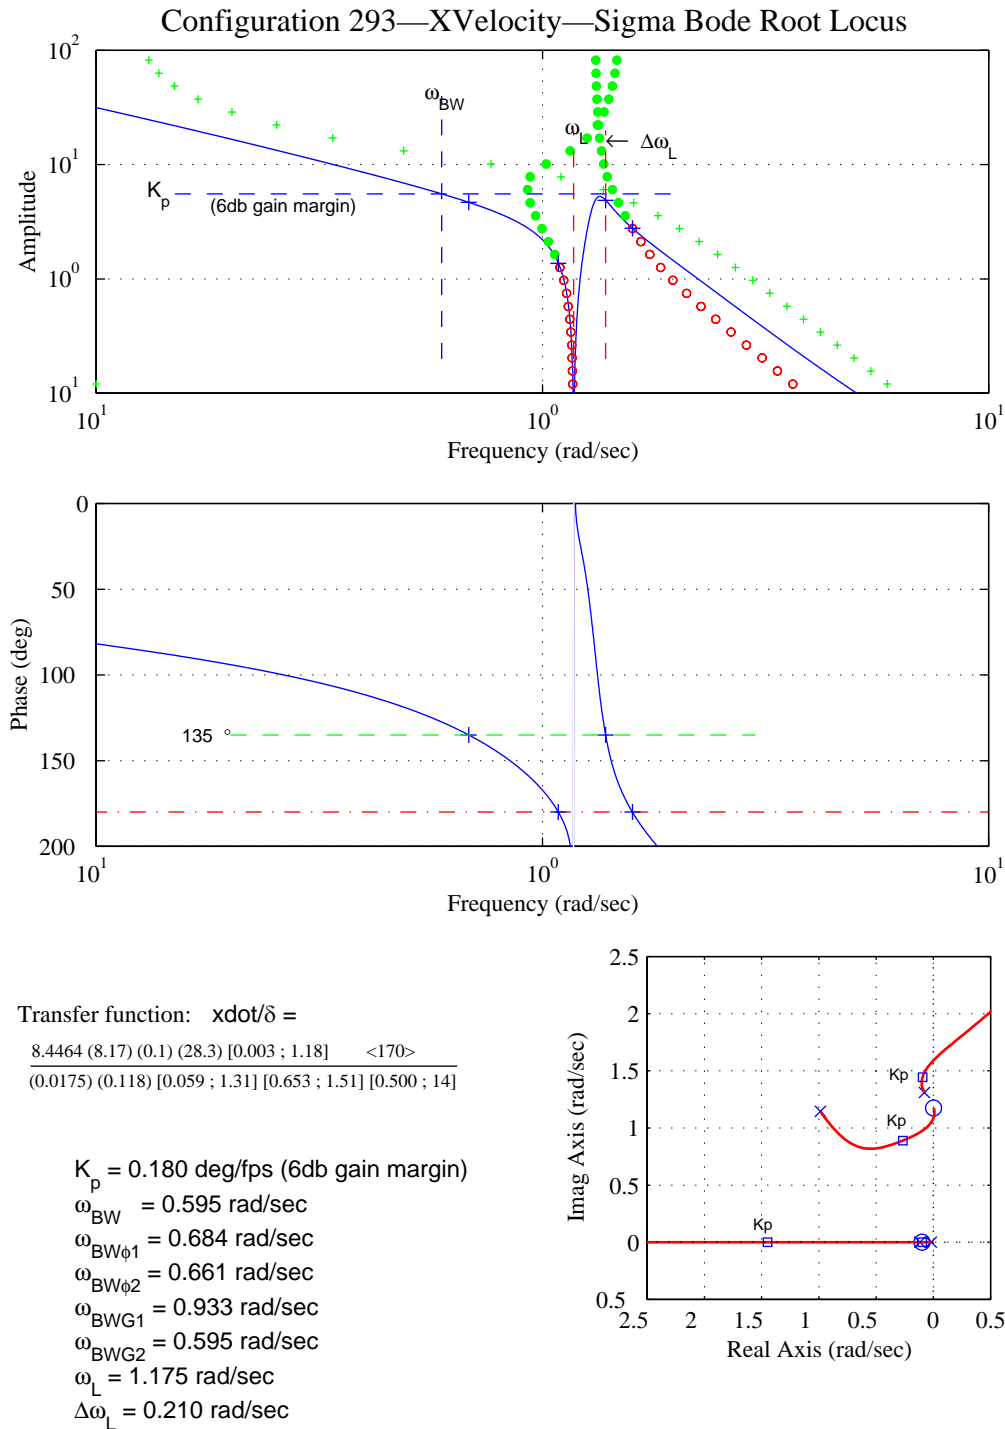 Configuration 293—XVelocity—Sigma Bode Root Locus
10²
10¹
10⁰
10¹
Amplitude
ω_BW
ω_L
Δω_L
K_p
(6db gain margin)
10¹ 10⁰ 10¹
Frequency (rad/sec)
0
50
100
150
200
Phase (deg)
135 °
10¹ 10⁰ 10¹
Frequency (rad/sec)
Transfer function: xdot/δ =
8.4464 (8.17) (0.1) (28.3) [0.003 ; 1.18] <170>
(0.0175) (0.118) [0.059 ; 1.31] [0.653 ; 1.51] [0.500 ; 14]
K_p = 0.180 deg/fps (6db gain margin)
ω_BW = 0.595 rad/sec
ω_BWϕ1 = 0.684 rad/sec
ω_BWϕ2 = 0.661 rad/sec
ω_BWG1 = 0.933 rad/sec
ω_BWG2 = 0.595 rad/sec
ω_L = 1.175 rad/sec
Δω_L = 0.210 rad/sec
2.5
2
1.5
1
0.5
0
0.5
Imag Axis (rad/sec)
Kp
Kp
Kp
2.5 2 1.5 1 0.5 0 0.5
Real Axis (rad/sec)